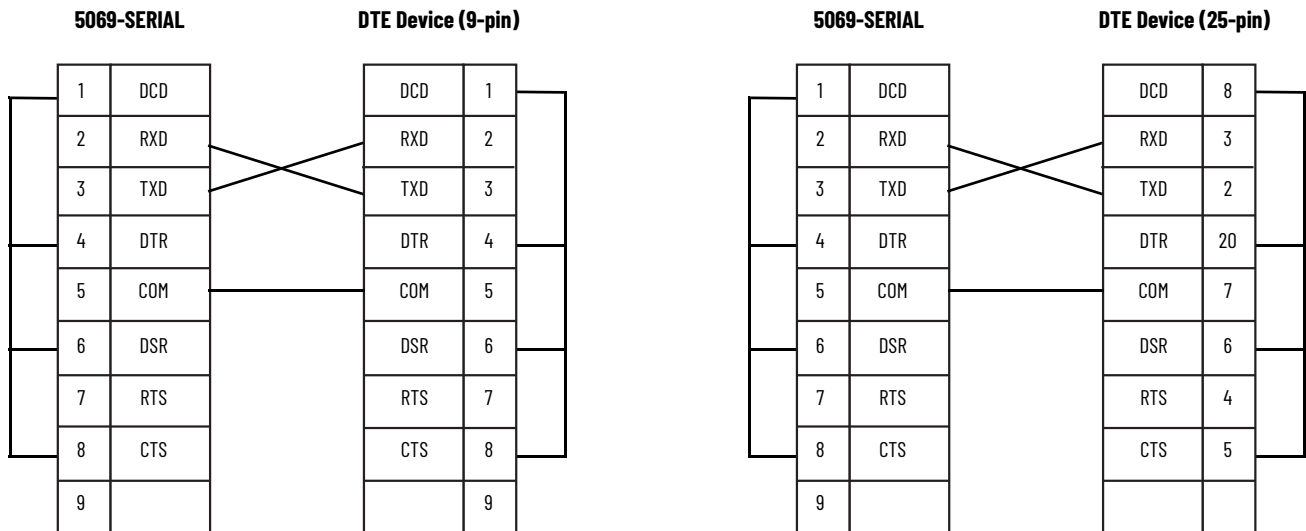 5069-SERIAL DTE Device (9-pin) 5069-SERIAL DTE Device (25-pin)
1 DCD DCD 1 1 DCD DCD 8
2 RXD RXD 2 2 RXD RXD 3
3 TXD TXD 3 3 TXD TXD 2
4 DTR DTR 4 4 DTR DTR 20
5 COM COM 5 5 COM COM 7
6 DSR DSR 6 6 DSR DSR 6
7 RTS RTS 7 7 RTS RTS 4
8 CTS CTS 8 8 CTS CTS 5
9 9 9